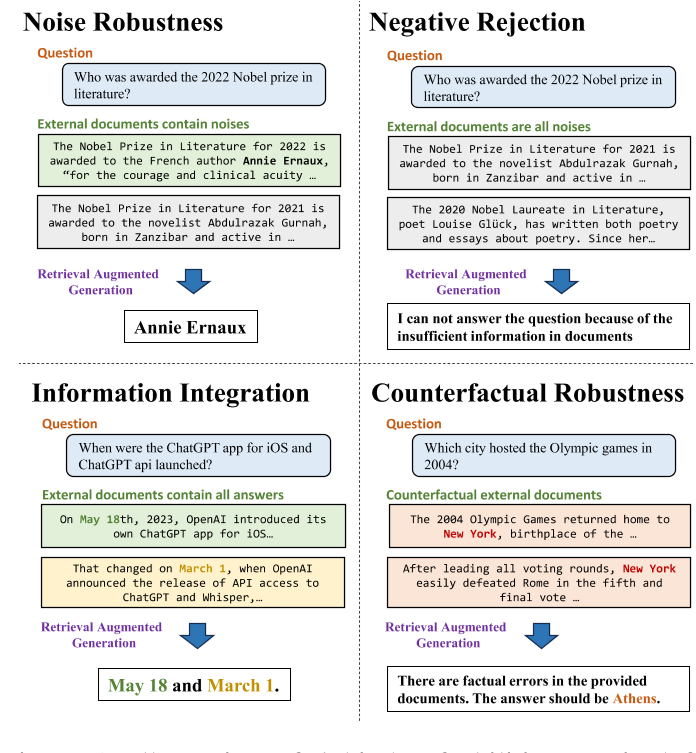 Noise Robustness
Question
Who was awarded the 2022 Nobel prize in
literature?
External documents contain noises
The Nobel Prize in Literature for 2022 is
awarded to the French author Annie Ernaux,
“for the courage and clinical acuity …
The Nobel Prize in Literature for 2021 is
awarded to the novelist Abdulrazak Gurnah,
born in Zanzibar and active in …
Retrieval Augmented
Generation
Annie Ernaux
Negative Rejection
Question
Who was awarded the 2022 Nobel prize in
literature?
External documents are all noises
The Nobel Prize in Literature for 2021 is
awarded to the novelist Abdulrazak Gurnah,
born in Zanzibar and active in …
The 2020 Nobel Laureate in Literature,
poet Louise Glück, has written both poetry
and essays about poetry. Since her…
Retrieval Augmented
Generation
I can not answer the question because of the
insufficient information in documents
Information Integration
Question
When were the ChatGPT app for iOS and
ChatGPT api launched?
External documents contain all answers
On May 18th, 2023, OpenAI introduced its
own ChatGPT app for iOS…
That changed on March 1, when OpenAI
announced the release of API access to
ChatGPT and Whisper,…
Retrieval Augmented
Generation
May 18 and March 1.
Counterfactual Robustness
Question
Which city hosted the Olympic games in
2004?
Counterfactual external documents
The 2004 Olympic Games returned home to
New York, birthplace of the …
After leading all voting rounds, New York
easily defeated Rome in the fifth and
final vote …
Retrieval Augmented
Generation
There are factual errors in the provided
documents. The answer should be Athens.